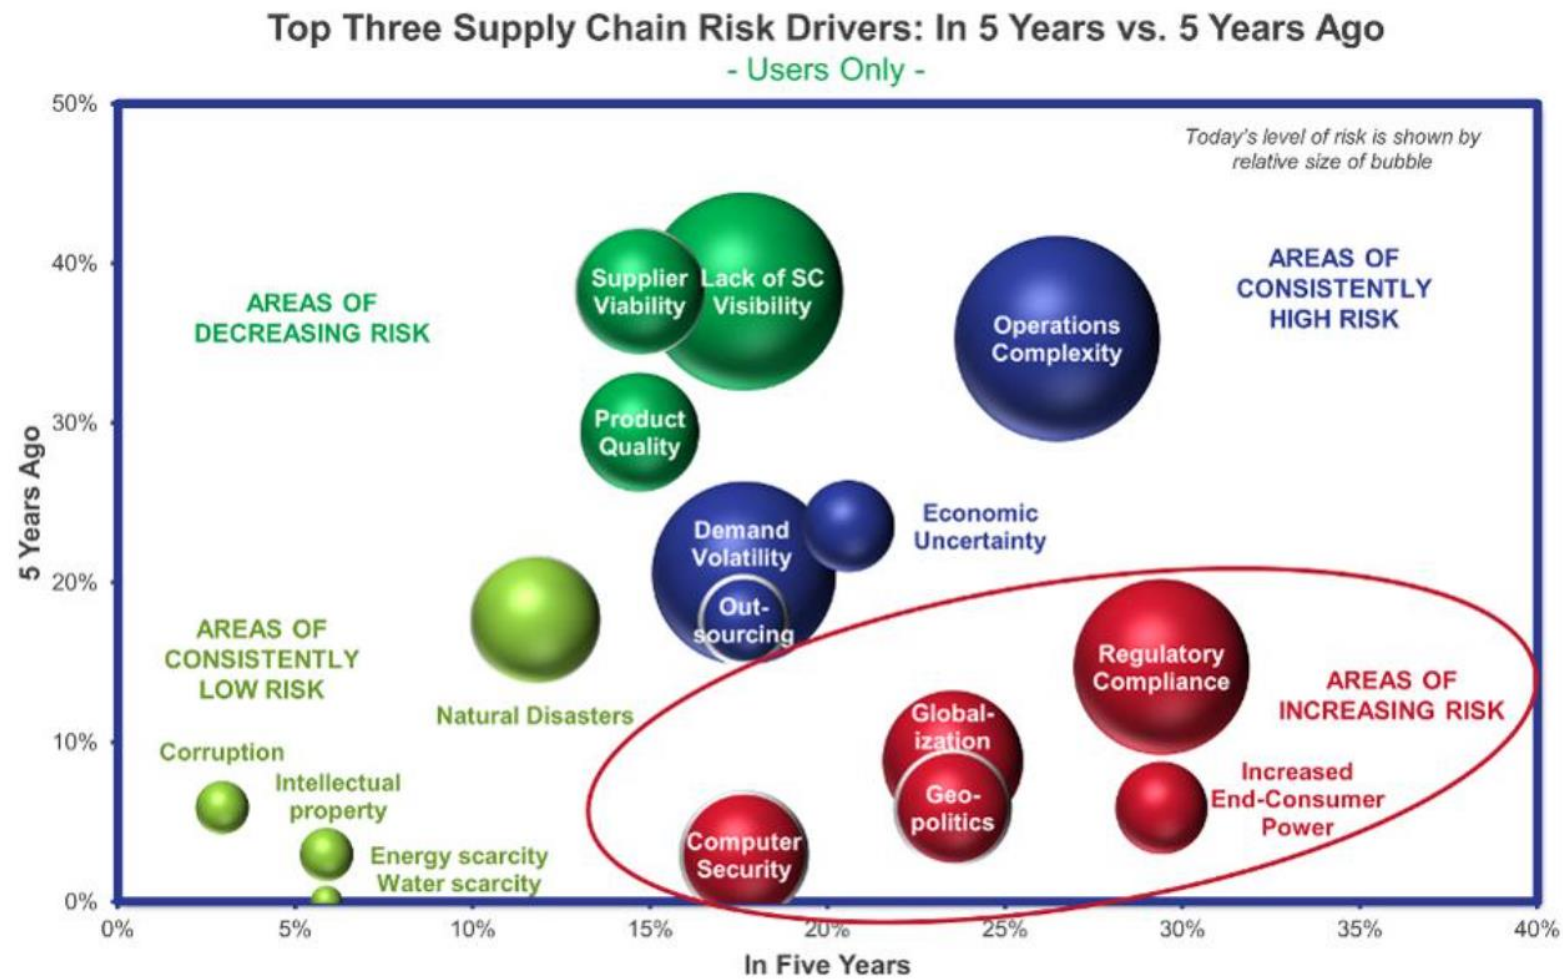 Top Three Supply Chain Risk Drivers: In 5 Years vs. 5 Years Ago
- Users Only -
50%
40%
30%
20%
10%
0%
5 Years Ago
Today's level of risk is shown by
relative size of bubble
AREAS OF
DECREASING RISK
Supplier
Viability
Lack of SC
Visibility
Product
Quality
Operations
Complexity
AREAS OF
CONSISTENTLY
HIGH RISK
Demand
Volatility
Out-
sourcing
Economic
Uncertainty
AREAS OF
CONSISTENTLY
LOW RISK
Natural Disasters
Corruption
Intellectual
property
Energy scarcity
Water scarcity
Regulatory
Compliance
AREAS OF
INCREASING RISK
Global-
ization
Geo-
politics
Increased
End-Consumer
Power
Computer
Security
0%
5%
10%
15%
20%
25%
30%
35%
40%
In Five Years